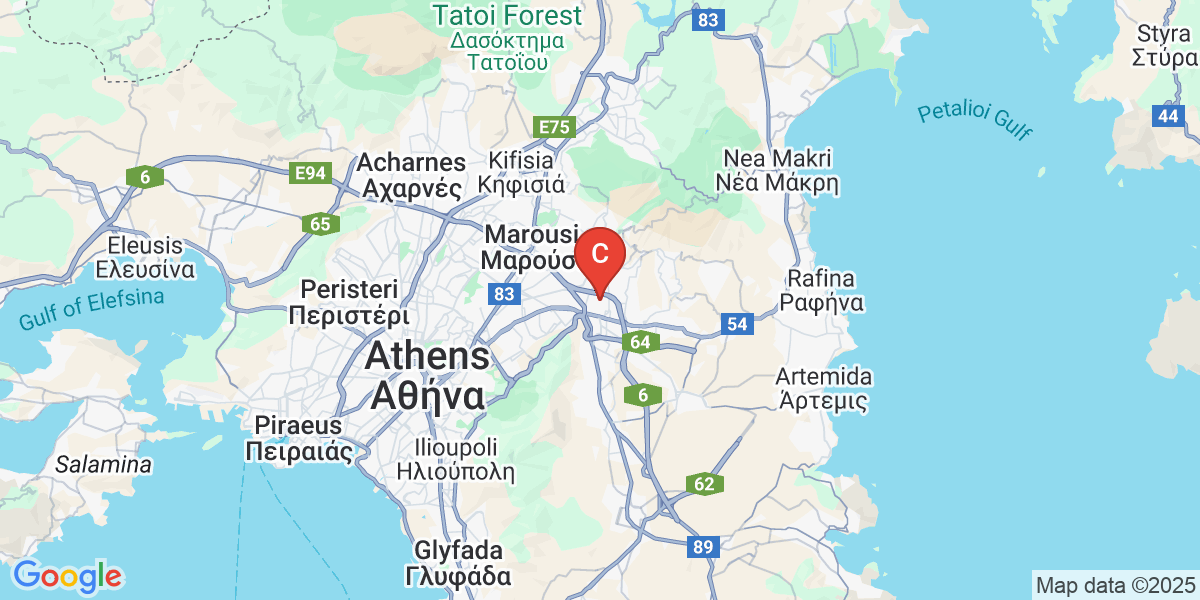 Tatoi Forest
Δασόκτημα
Τατοΐου
83
Styra
Στύρα
Petalioi Gulf
44
E75
Acharnes
Αχαρνές
Kifisia
Κηφισιά
Nea Makri
Νέα Μάκρη
6
E94
65
Eleusis
Ελευσίνα
Marousi
Μαρούσ
C
Rafina
Ραφήνα
Gulf of Elefsina
Peristeri
Περιστέρι
83
54
64
Athens
Αθήνα
6
Artemida
Άρτεμις
Piraeus
Πειραιάς
Ilioupoli
Ηλιούπολη
Salamina
62
Glyfada
Γλυφάδα
89
Google
Map data ©2025